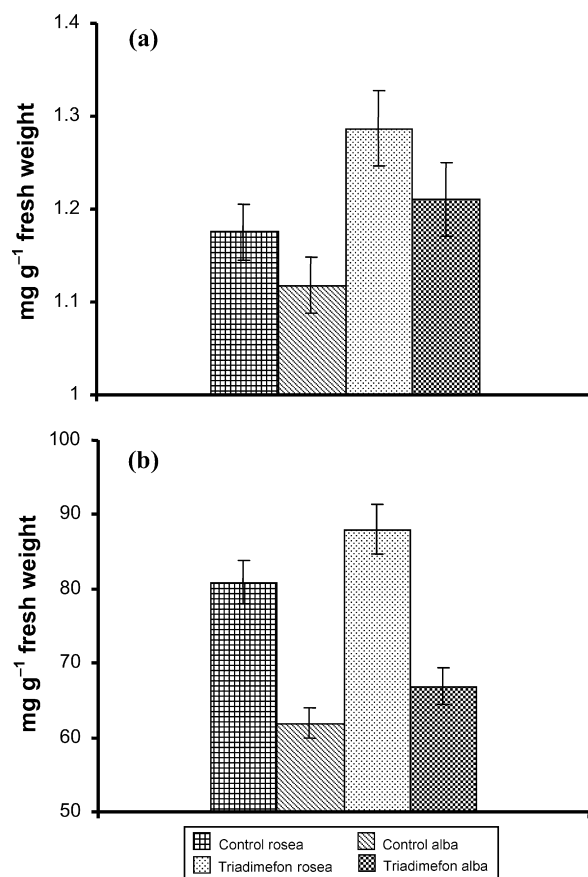 (a)
1.4
1.3
1.2
1.1
1
mg g⁻¹ fresh weight
(b)
100
90
80
70
60
50
mg g⁻¹ fresh weight
Control rosea
Control alba
Triadimefon rosea
Triadimefon alba